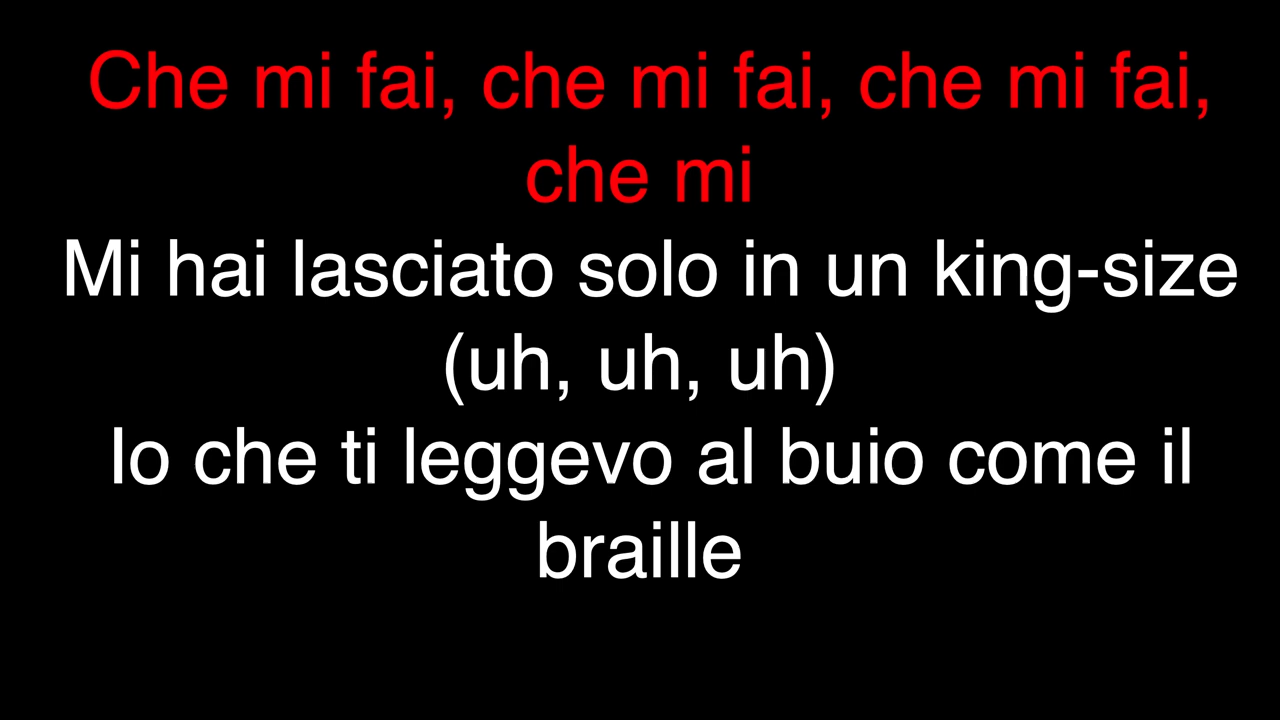 Che mi fai, che mi fai, che mi fai,
che mi
Mi hai lasciato solo in un king-size
(uh, uh, uh)
Io che ti leggevo al buio come il
braille